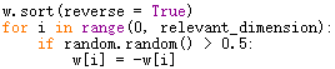 w.sort(reverse = True)
for i in range(0, relevant_dimension):
    if random.random() > 0.5:
        w[i] = -w[i]